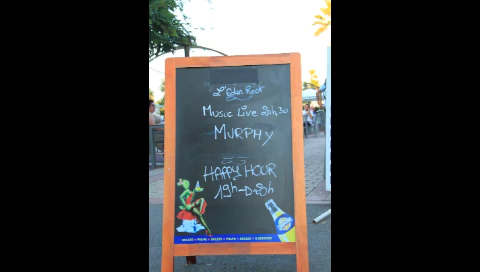 L'Eden Rock
Music Live 20h30
MURPHY
HAPPY HOUR
19h - 20h